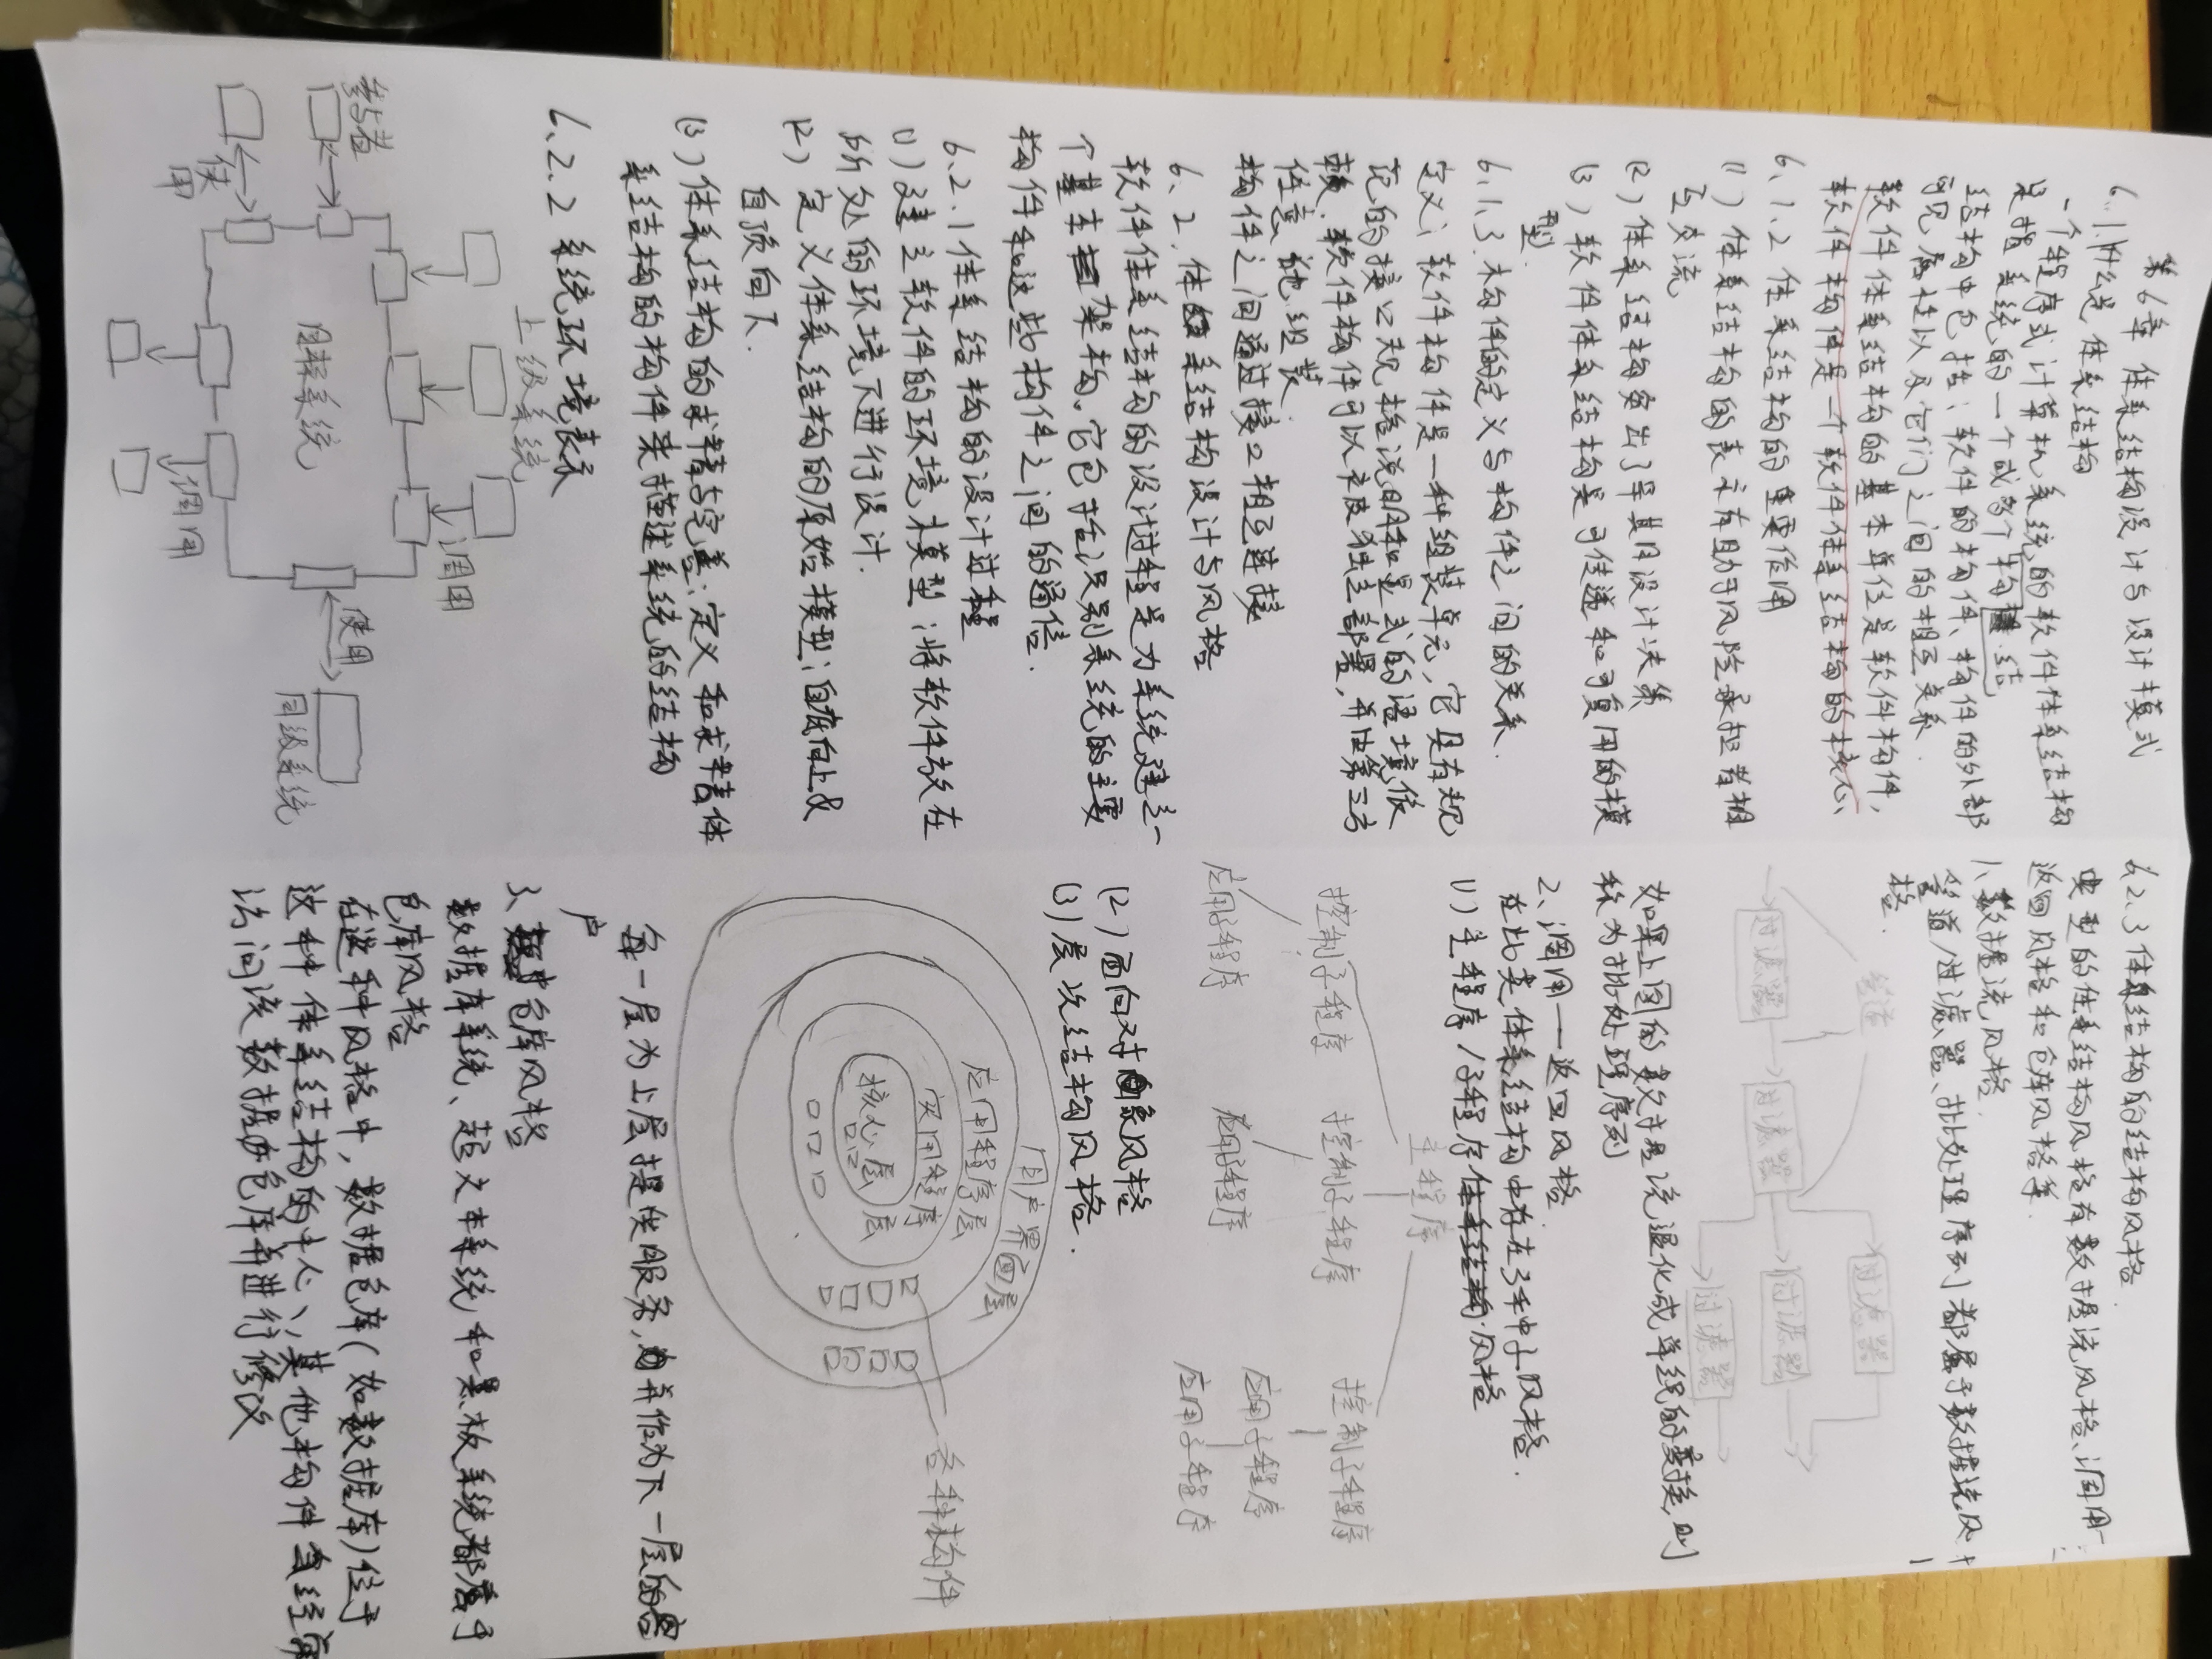 第6章 体系结构设计与设计模式
6.1.1什么是体系结构
一个程序式计算机系统的软件体系结构
是指系统的一个或多个构 结
结构中包括：软件的构件、构件的外部
可见属性以及它们之间的相互关系.
软件体系结构的基本单位是软件构件,
软件构件是一个软件体系结构的核心、
6.1.2 体系结构的重要作用
(1) 体系结构的表示有助于风险承担者相
互交流
(2) 体系结构突出了早其月设计决策
(3) 软件体系结构是可传递和可复用的模
型.
6.1.3.构件的定义与构件之间的关系.
定义：软件构件是一种组装单元,它具有规
范的接口规格说明和显式的语境依
赖.软件构件可以被独立部署,并由第三方
任意地组装.
构件之间通过接口相互连接
6.2.体系结构设计与风格
软件体系结构的设计过程是为系统建立一
个基本架构。它包括识别系统的主要
构件和这些构件之间的通信.
6.2.1体系结构的设计过程
(1)建立软件的环境模型：将软件放在
所处的环境下进行设计.
(2) 定义体系结构的原始模型：自底向上或
自顶向下.
(3)体系结构的求精与完善：定义和求精体
系结构的构件来描述系统的结构
6.2.2 系统环境表示
上级系统
调用
参与者
目标系统
使用
同级系统
使
用
调用
6.2.3体系结构的结构风格.
典型的体系结构风格有数据流风格、调用-
返回风格和仓库风格等.
1、数据流风格.
管道/过滤器、批处理序列都属于数据流风
格.
管道
过滤器
过滤器
过滤器
过滤器
过滤器
如果上图的数据流退化成单线的变换,则
称为批处理序列
2、调用—返回风格.
在此类体系结构中存在3种子风格.
(1)主程序/子程序体系结构风格
主程序
控制子程序 控制子程序 控制子程序
应用子程序 应用子程序 应用子程序
应用子程序
(2)面向对象风格
(3)层次结构风格.
用户界面层
应用程序层
实用程序
层
核心层
各种构件
每一层为上层提供服务,并作为下一层的客
户
3、仓库风格
数据库系统、超文本系统和黑板系统都属于
仓库风格
在这种风格中,数据仓库(如数据库)位于
这种体系结构的中心,其他构件会经常
访问该数据仓库并进行修改